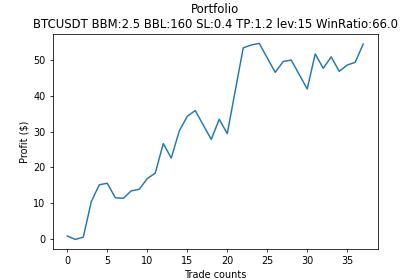 Portfolio
BTCUSDT BBM:2.5 BBL:160 SL:0.4 TP:1.2 lev:15 WinRatio:66.0
Profit ($)
50
40
30
20
10
0
0 5 10 15 20 25 30 35
Trade counts